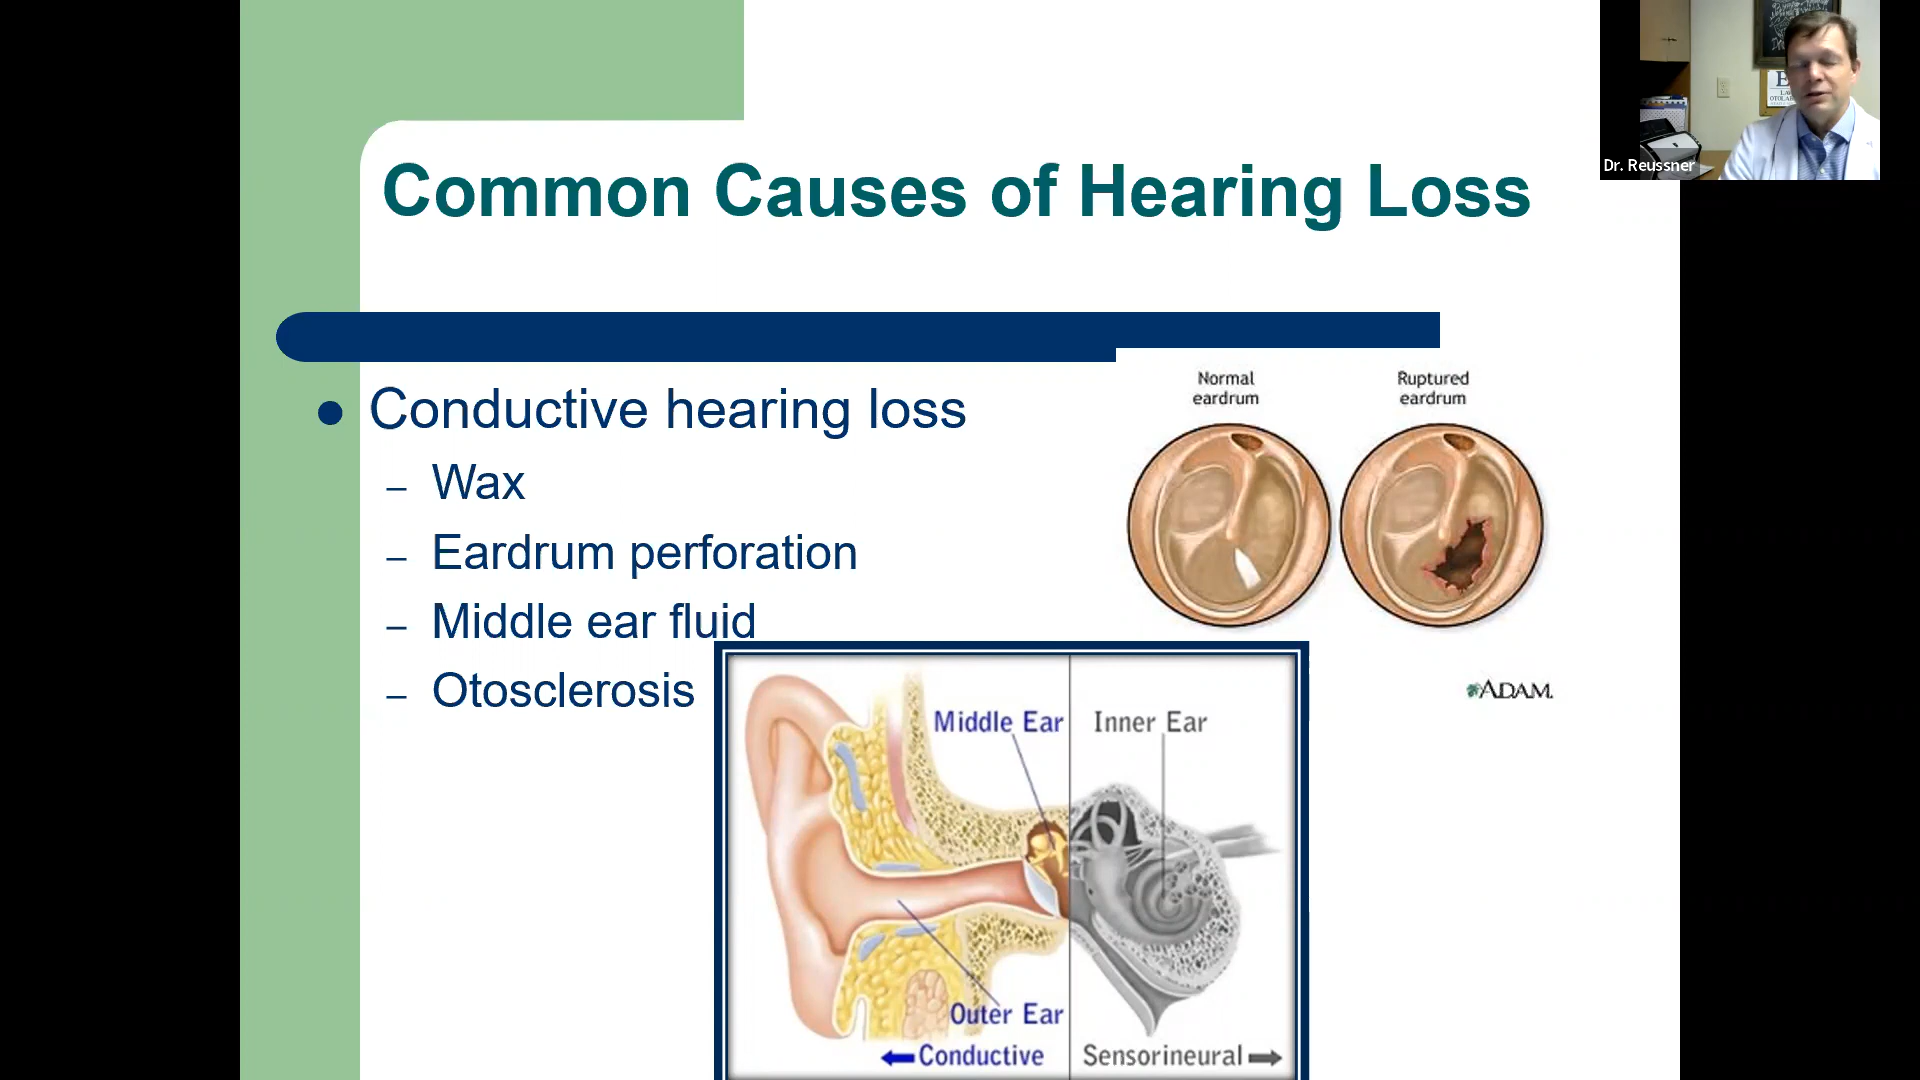 Common Causes of Hearing Loss
Dr. Reussner
Conductive hearing loss
– Wax
– Eardrum perforation
– Middle ear fluid
– Otosclerosis
Normal
eardrum
Ruptured
eardrum
ADAM.
Middle Ear
Inner Ear
Outer Ear
Conductive
Sensorineural